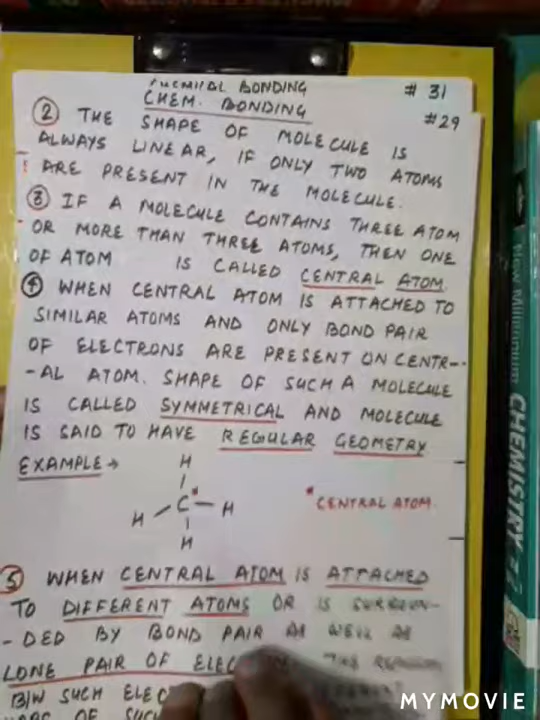 CHEMICAL BONDING # 31
CHEM. BONDING #29
② THE SHAPE OF MOLECULE IS
ALWAYS LINEAR, IF ONLY TWO ATOMS
ARE PRESENT IN THE MOLECULE.
③ IF A MOLECULE CONTAINS THREE ATOM
OR MORE THAN THREE ATOMS, THEN ONE
OF ATOM IS CALLED CENTRAL ATOM
④ WHEN CENTRAL ATOM IS ATTACHED TO
SIMILAR ATOMS AND ONLY BOND PAIR
OF ELECTRONS ARE PRESENT ON CENTR-
-AL ATOM. SHAPE OF SUCH A MOLECULE
IS CALLED SYMMETRICAL AND MOLECULE
IS SAID TO HAVE REGULAR GEOMETRY
EXAMPLE → H
H C H
* CENTRAL ATOM
H
⑤ WHEN CENTRAL ATOM IS ATTACHED
TO DIFFERENT ATOMS OR IS SURROUN-
-DED BY BOND PAIR AS WELL AS
LONE PAIR OF ELEC THE
B/W SUCH ELEC
OF SUCH
New Millennium CHEMISTRY
MYMOVIE